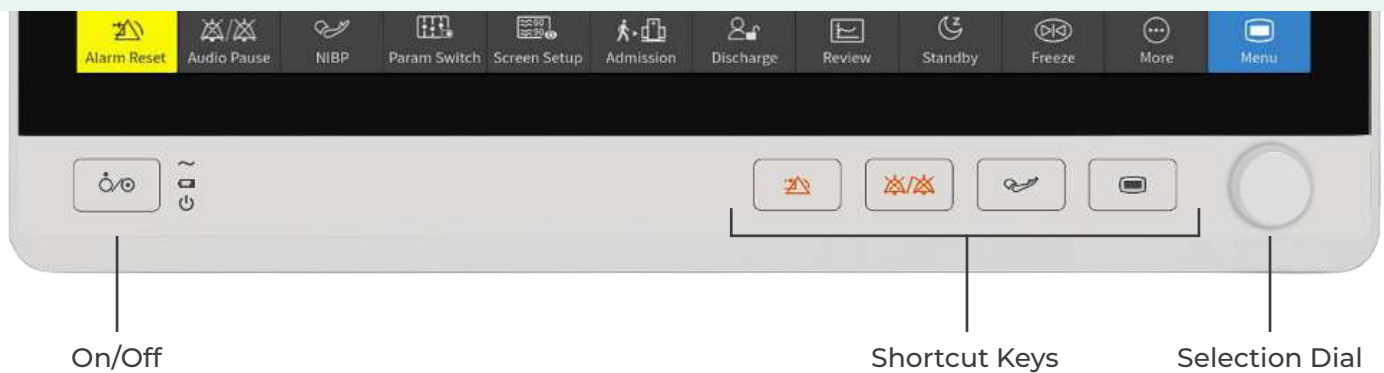 Alarm Reset Audio Pause NIBP Param Switch Screen Setup Admission Discharge Review Standby Freeze More Menu
On/Off Shortcut Keys Selection Dial